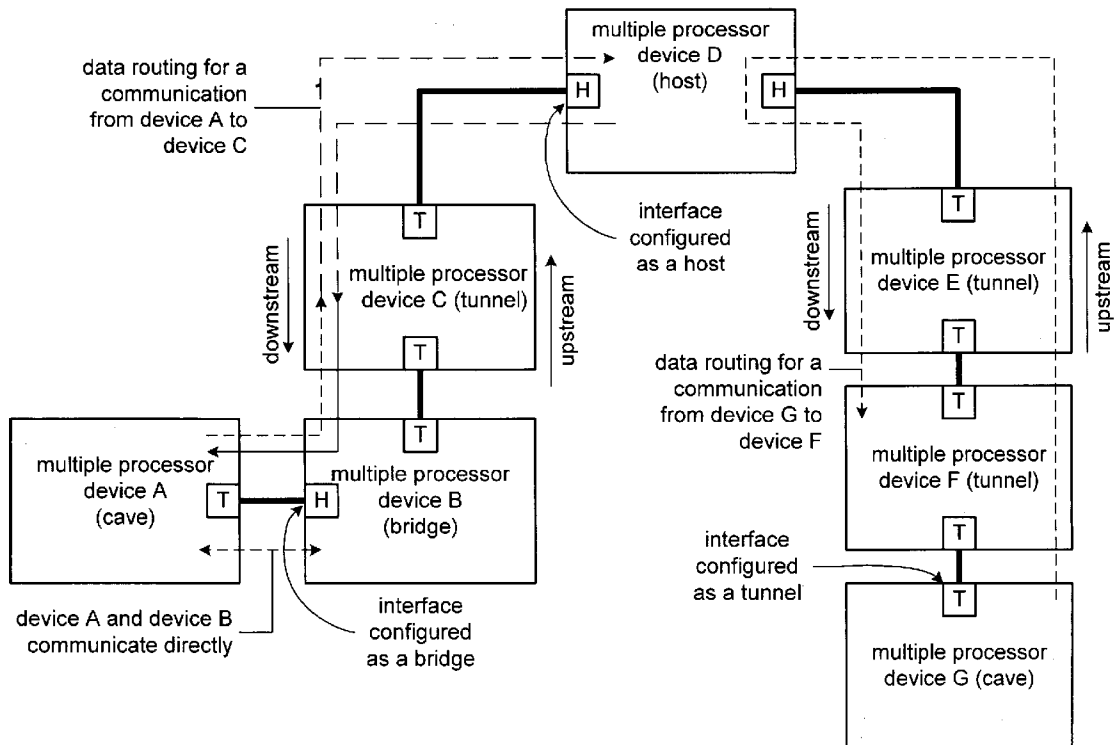 multiple processor
device D
(host)
H
H
data routing for a
communication
from device A to
device C
interface
configured
as a host
T
multiple processor
device C (tunnel)
T
downstream
upstream
T
multiple processor
device E (tunnel)
T
downstream
upstream
data routing for a
communication
from device G to
device F
multiple processor
device A
(cave)
T
T
H
multiple processor
device B
(bridge)
T
multiple processor
device F (tunnel)
T
device A and device B
communicate directly
interface
configured
as a bridge
interface
configured
as a tunnel
T
multiple processor
device G (cave)